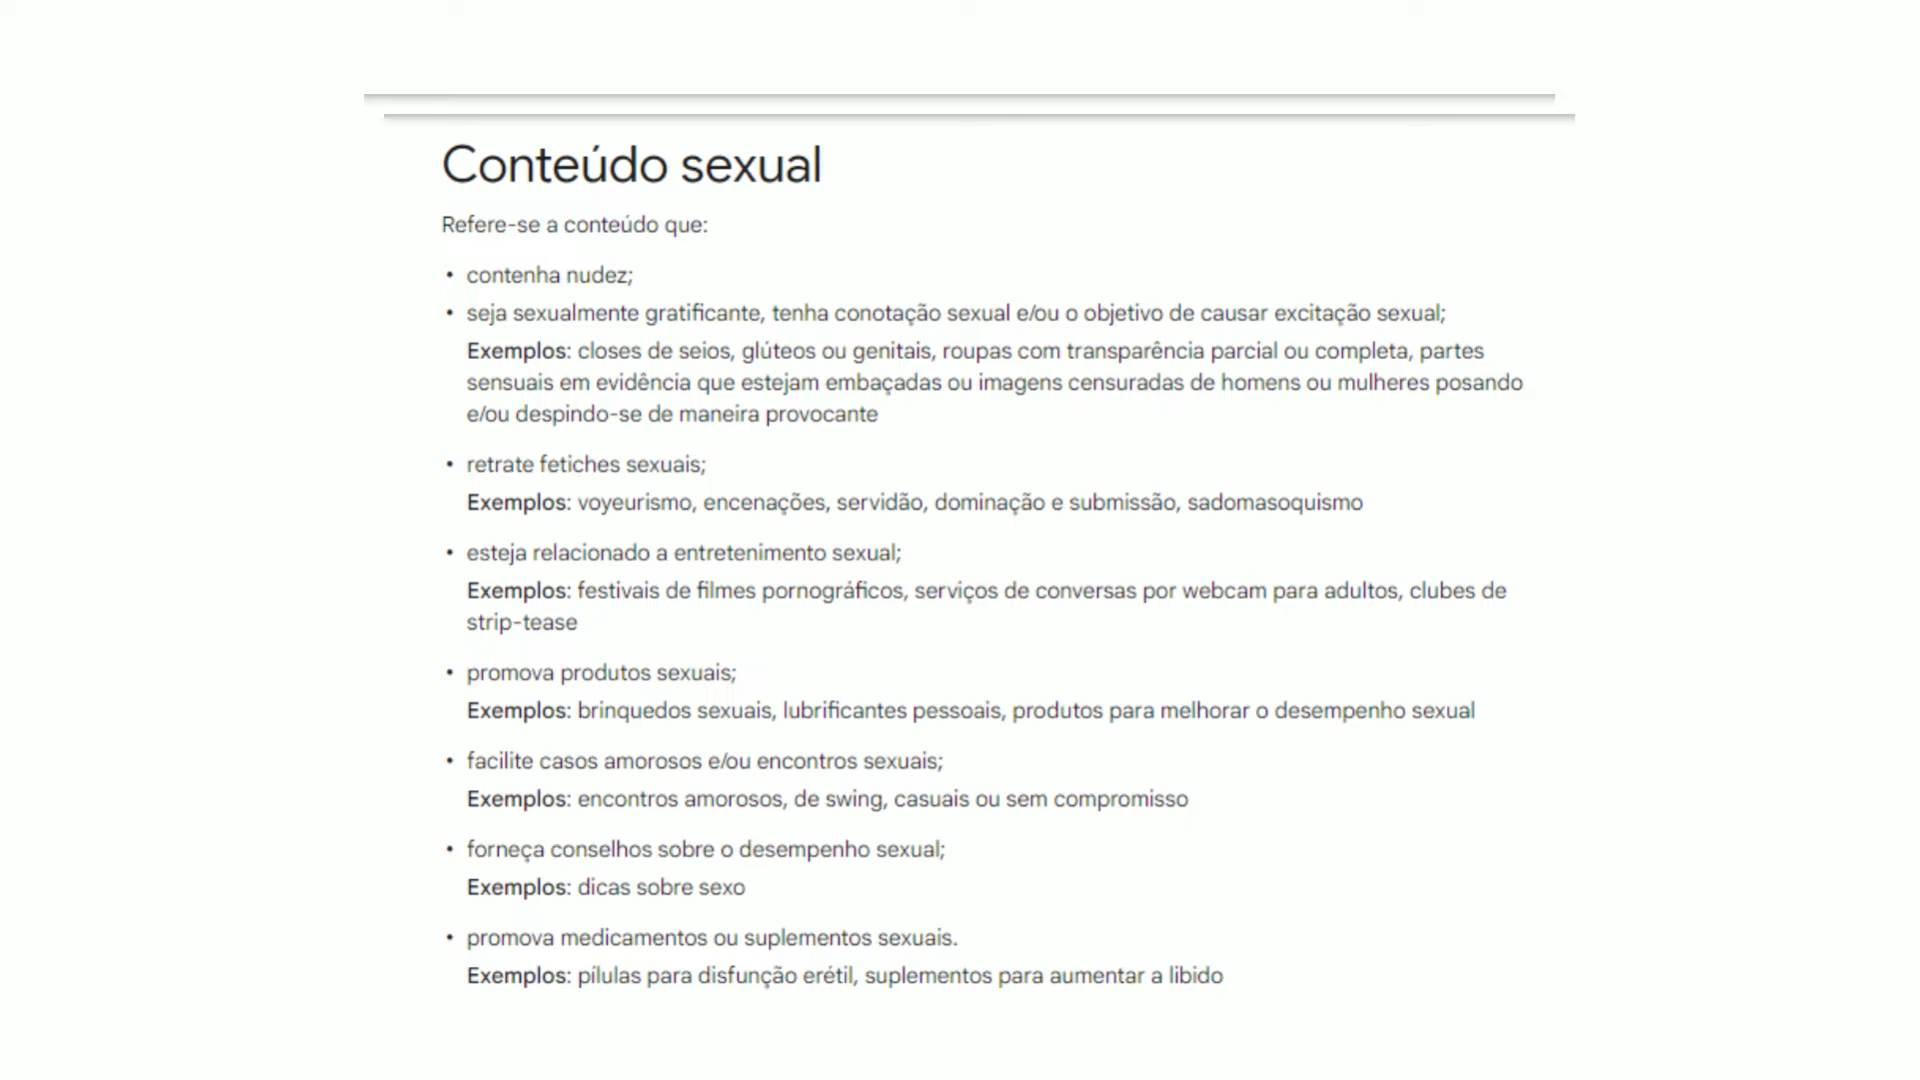 Conteúdo sexual
Refere-se a conteúdo que:
• contenha nudez;
• seja sexualmente gratificante, tenha conotação sexual e/ou o objetivo de causar excitação sexual;
Exemplos: closes de seios, glúteos ou genitais, roupas com transparência parcial ou completa, partes
sensuais em evidência que estejam embaçadas ou imagens censuradas de homens ou mulheres posando
e/ou despindo-se de maneira provocante
• retrate fetiches sexuais;
Exemplos: voyeurismo, encenações, servidão, dominação e submissão, sadomasoquismo
• esteja relacionado a entretenimento sexual;
Exemplos: festivais de filmes pornográficos, serviços de conversas por webcam para adultos, clubes de
strip-tease
• promova produtos sexuais;
Exemplos: brinquedos sexuais, lubrificantes pessoais, produtos para melhorar o desempenho sexual
• facilite casos amorosos e/ou encontros sexuais;
Exemplos: encontros amorosos, de swing, casuais ou sem compromisso
• forneça conselhos sobre o desempenho sexual;
Exemplos: dicas sobre sexo
• promova medicamentos ou suplementos sexuais.
Exemplos: pílulas para disfunção erétil, suplementos para aumentar a libido